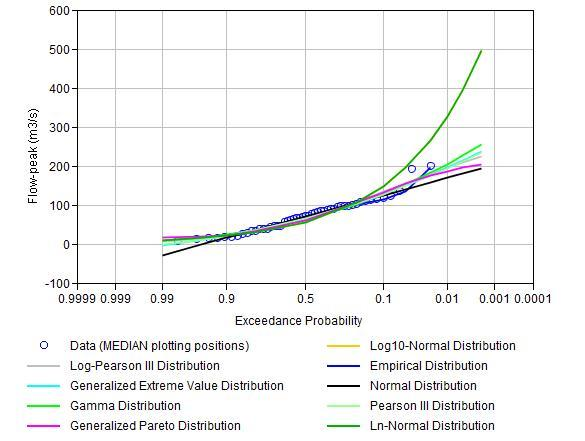 600
500
400
300
200
100
0
-100
Flow-peak (m3/s)
0.9999 0.999 0.99 0.9 0.5 0.1 0.01 0.001 0.0001
Exceedance Probability
Data (MEDIAN plotting positions) Log10-Normal Distribution
Log-Pearson III Distribution Empirical Distribution
Generalized Extreme Value Distribution Normal Distribution
Gamma Distribution Pearson III Distribution
Generalized Pareto Distribution Ln-Normal Distribution